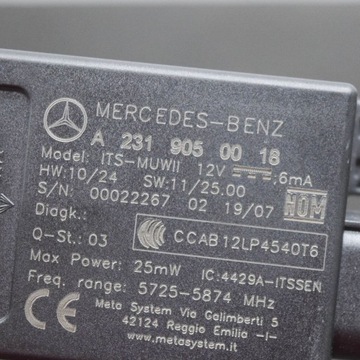 MERCEDES-BENZ
A 231 905 00 18
Model: ITS-MUWII 12V ⎓ ,6mA
HW:10/24 SW:11/25.00
S/N: 00022267 02 19/07 HOM
Diagk.:
Q-St.: 03 CCAB12LP4540T6
Max Power: 25mW IC:4429A-ITSSEN
Freq. range: 5725-5874 MHz
CE Meta System Via Galimberti 5
42124 Reggio Emilia -I-
www.metasystem.it